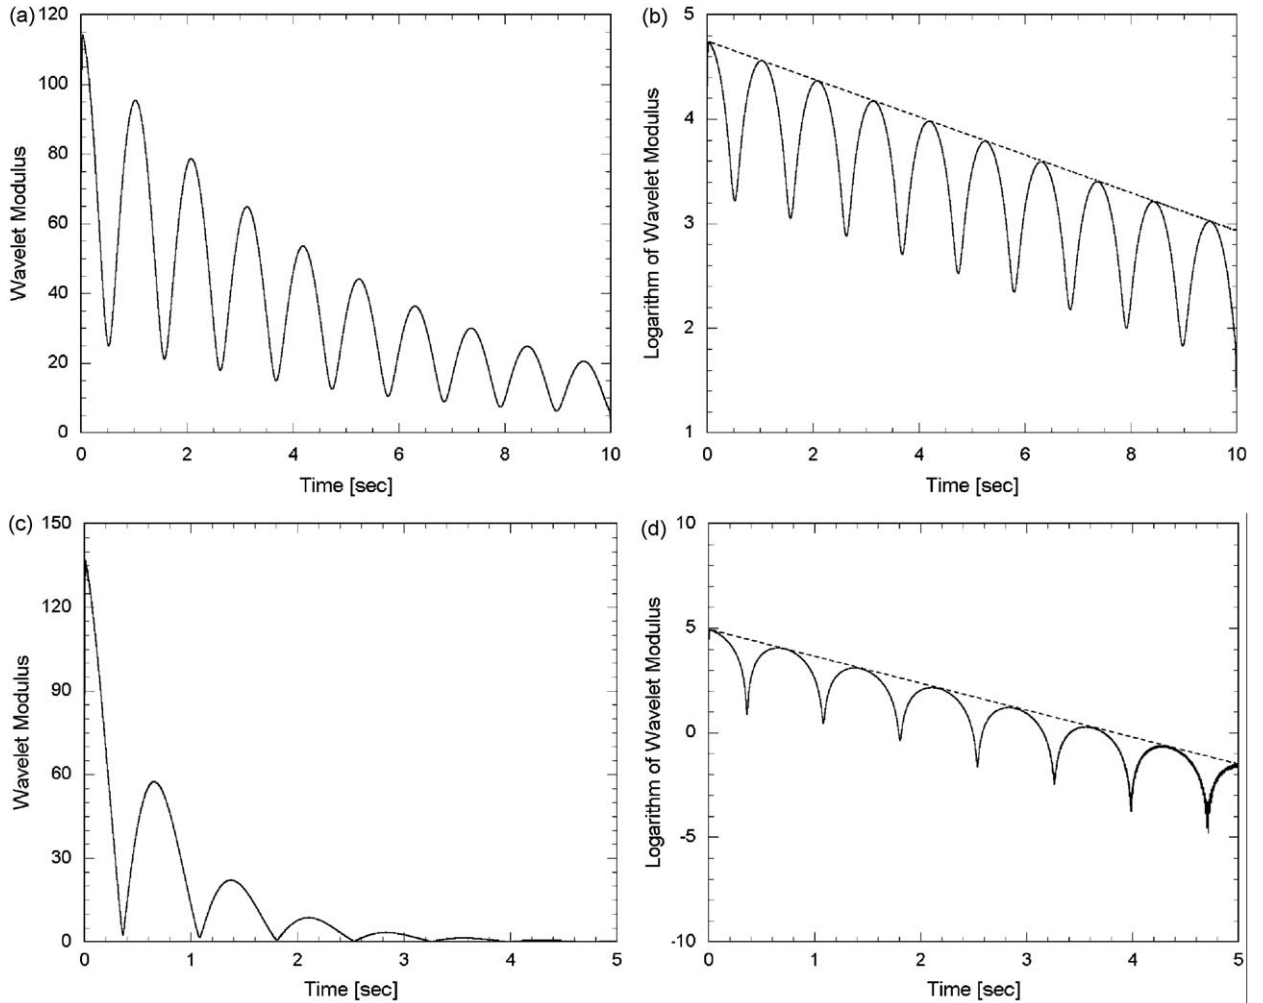 (a)
120
100
80
60
40
20
0
Wavelet Modulus
0 2 4 6 8 10
Time [sec]
(b)
5
4
3
2
1
Logarithm of Wavelet Modulus
0 2 4 6 8 10
Time [sec]
(c)
150
120
90
60
30
0
Wavelet Modulus
0 1 2 3 4 5
Time [sec]
(d)
10
5
0
-5
-10
Logarithm of Wavelet Modulus
0 1 2 3 4 5
Time [sec]